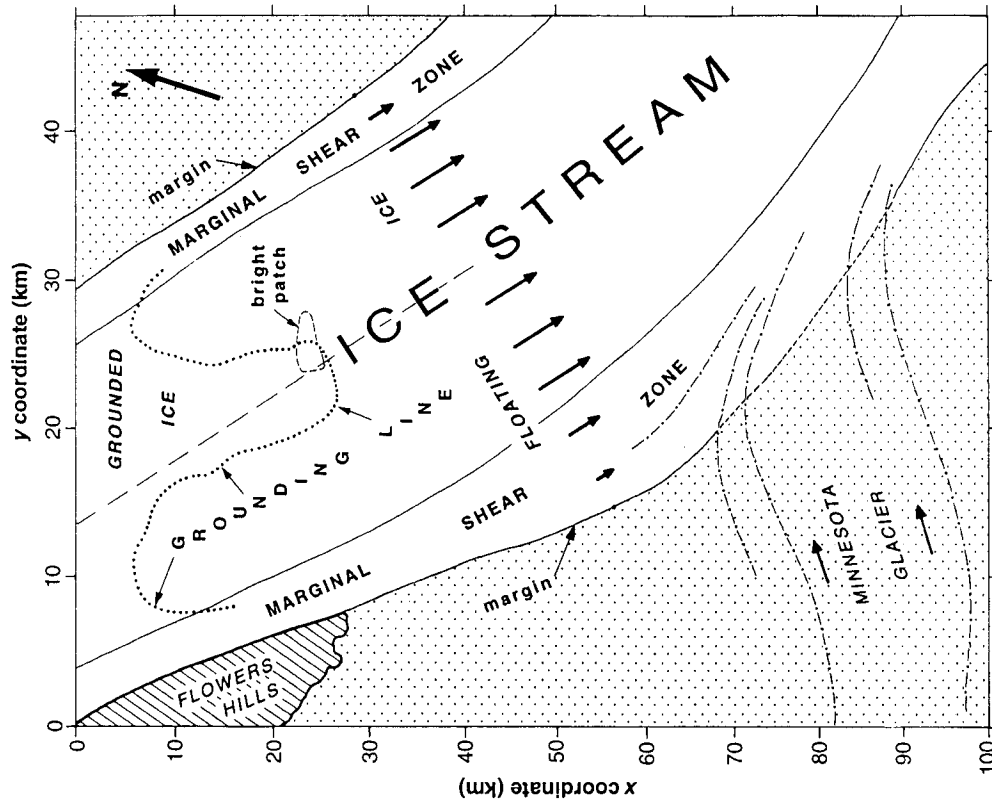 y coordinate (km)
0
10
20
30
40
N
margin
MARGINAL SHEAR ZONE
GROUNDED
ICE
bright
patch
ICE STREAM
FLOATING ICE
GROUNDING LINE
MARGINAL SHEAR ZONE
margin
FLOWERS
HILLS
MINNESOTA
GLACIER
x coordinate (km)
0
10
20
30
40
50
60
70
80
90
100